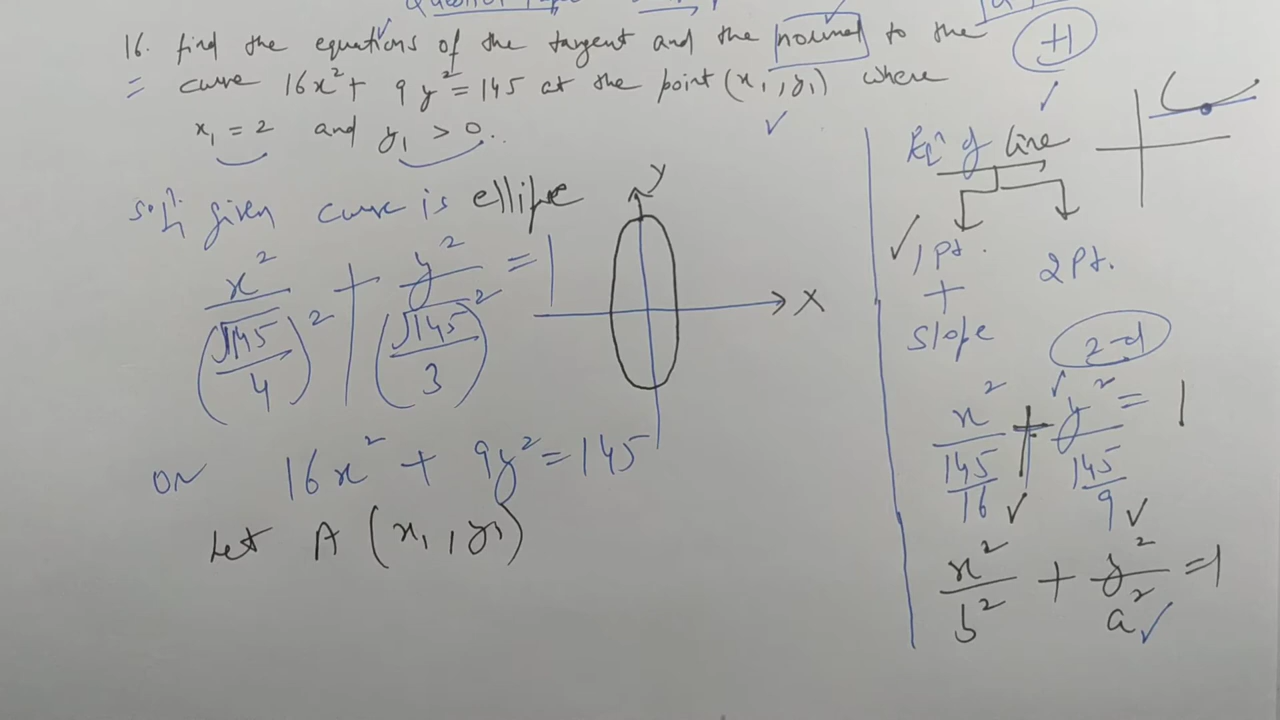 16. find the equations of the tangent and the normal to the
= curve 16x² + 9y² = 145 at the point (x₁, y₁) where
x₁ = 2 and y₁ > 0.
Solⁿ: given curve is ellipse
x²/(√145/4)² + y²/(√145/3)² = 1
or 16x² + 9y² = 145
Let A (x₁, y₁)
Y
X
+1
Eqⁿ of line
1 pt.
+
slope
2 pt.
2-d
x²/(145/16) + y²/(145/9) = 1
x²/b² + y²/a² = 1